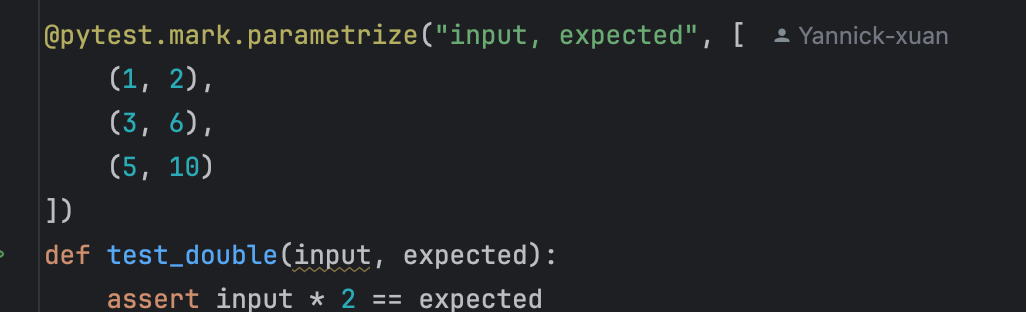 @pytest.mark.parametrize("input, expected", [ Yannick-xuan
    (1, 2),
    (3, 6),
    (5, 10)
])
def test_double(input, expected):
    assert input * 2 == expected